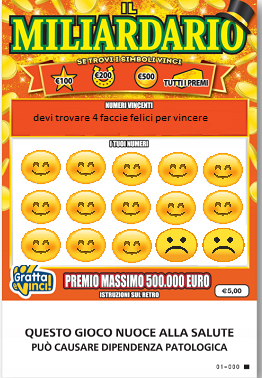 IL
MILIARDARIO
SE TROVI I SIMBOLI VINCI
€100
€200
€500
TUTTI I PREMI
NUMERI VINCENTI
devi trovare 4 faccie felici per vincere
I TUOI NUMERI
Gratta e vinci!
PREMIO MASSIMO 500.000 EURO
ISTRUZIONI SUL RETRO
€5,00
QUESTO GIOCO NUOCE ALLA SALUTE
PUÒ CAUSARE DIPENDENZA PATOLOGICA
01-000